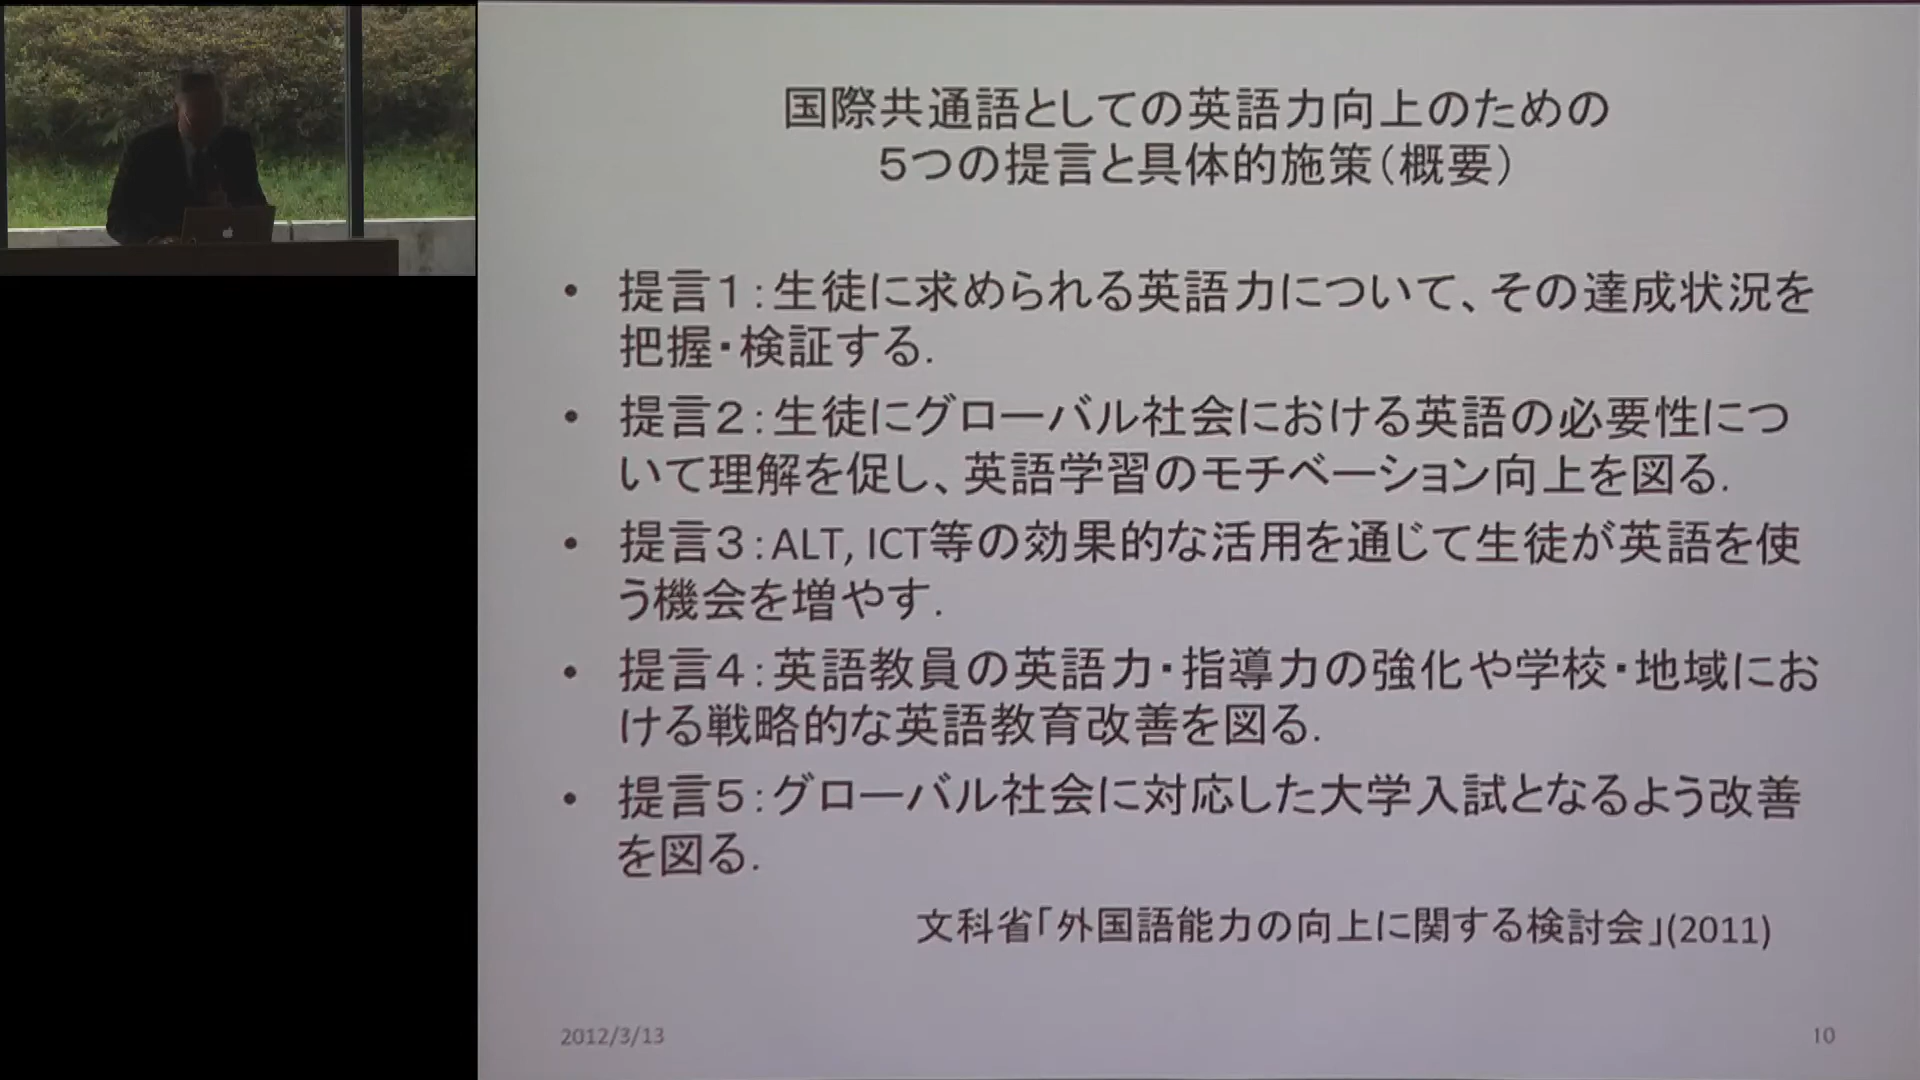 国際共通語としての英語力向上のための
５つの提言と具体的施策(概要)
• 提言１:生徒に求められる英語力について、その達成状況を
把握・検証する.
• 提言２:生徒にグローバル社会における英語の必要性につ
いて理解を促し、英語学習のモチベーション向上を図る.
• 提言３:ALT, ICT等の効果的な活用を通じて生徒が英語を使
う機会を増やす.
• 提言４:英語教員の英語力・指導力の強化や学校・地域にお
ける戦略的な英語教育改善を図る.
• 提言５:グローバル社会に対応した大学入試となるよう改善
を図る.
文科省「外国語能力の向上に関する検討会」(2011)
2012/3/13
10